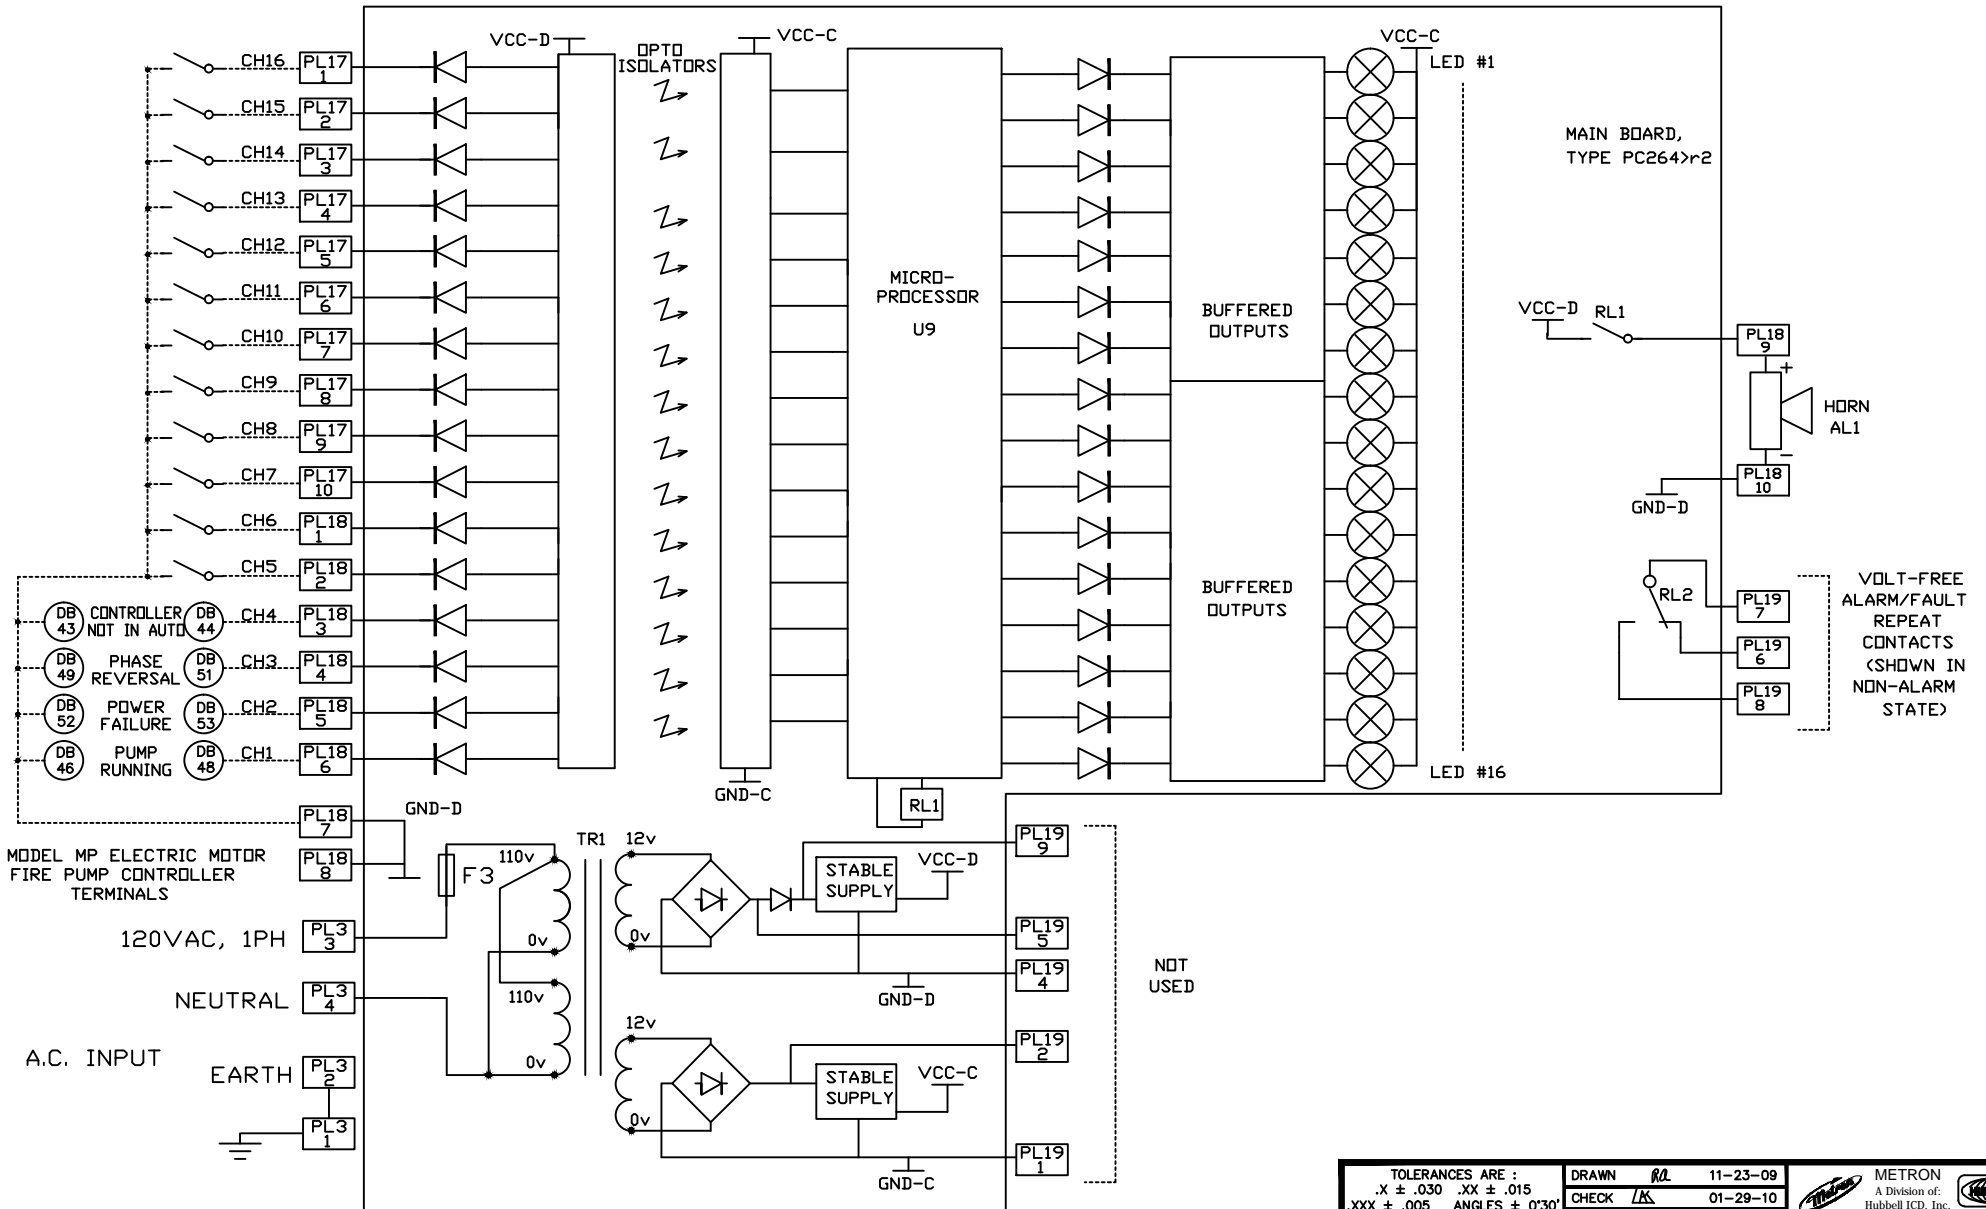 VCC-D
OPTO
ISOLATORS
VCC-C
VCC-C
LED #1
MAIN BOARD,
TYPE PC264>r2
CH16 PL17 1
CH15 PL17 2
CH14 PL17 3
CH13 PL17 4
CH12 PL17 5
CH11 PL17 6
CH10 PL17 7
CH9 PL17 8
CH8 PL17 9
CH7 PL17 10
CH6 PL18 1
CH5 PL18 2
DB 43 CONTROLLER NOT IN AUTO DB 44 CH4 PL18 3
DB 49 PHASE REVERSAL DB 51 CH3 PL18 4
DB 52 POWER FAILURE DB 53 CH2 PL18 5
DB 46 PUMP RUNNING DB 48 CH1 PL18 6
PL18 7
PL18 8
GND-D
MODEL MP ELECTRIC MOTOR
FIRE PUMP CONTROLLER
TERMINALS
MICRO-
PROCESSOR
U9
RL1
GND-C
BUFFERED
OUTPUTS
BUFFERED
OUTPUTS
LED #16
VCC-D RL1
PL18 9
+
HORN
AL1
−
PL18 10
GND-D
RL2
PL19 7
PL19 6
PL19 8
VOLT-FREE
ALARM/FAULT
REPEAT
CONTACTS
(SHOWN IN
NON-ALARM
STATE)
120VAC, 1PH PL3 3
NEUTRAL PL3 4
A.C. INPUT
EARTH PL3 2
PL3 1
F3
110v
0v
110v
0v
TR1
12v
0v
12v
0v
STABLE
SUPPLY
VCC-D
GND-D
STABLE
SUPPLY
VCC-C
GND-C
PL19 9
PL19 5
PL19 4
PL19 2
PL19 1
NOT
USED
TOLERANCES ARE :
.X ± .030 .XX ± .015
.XXX ± .005 ANGLES ± 0°30'
DRAWN RA 11-23-09
CHECK 01-29-10
Metron
METRON
A Division of:
Hubbell ICD, Inc.